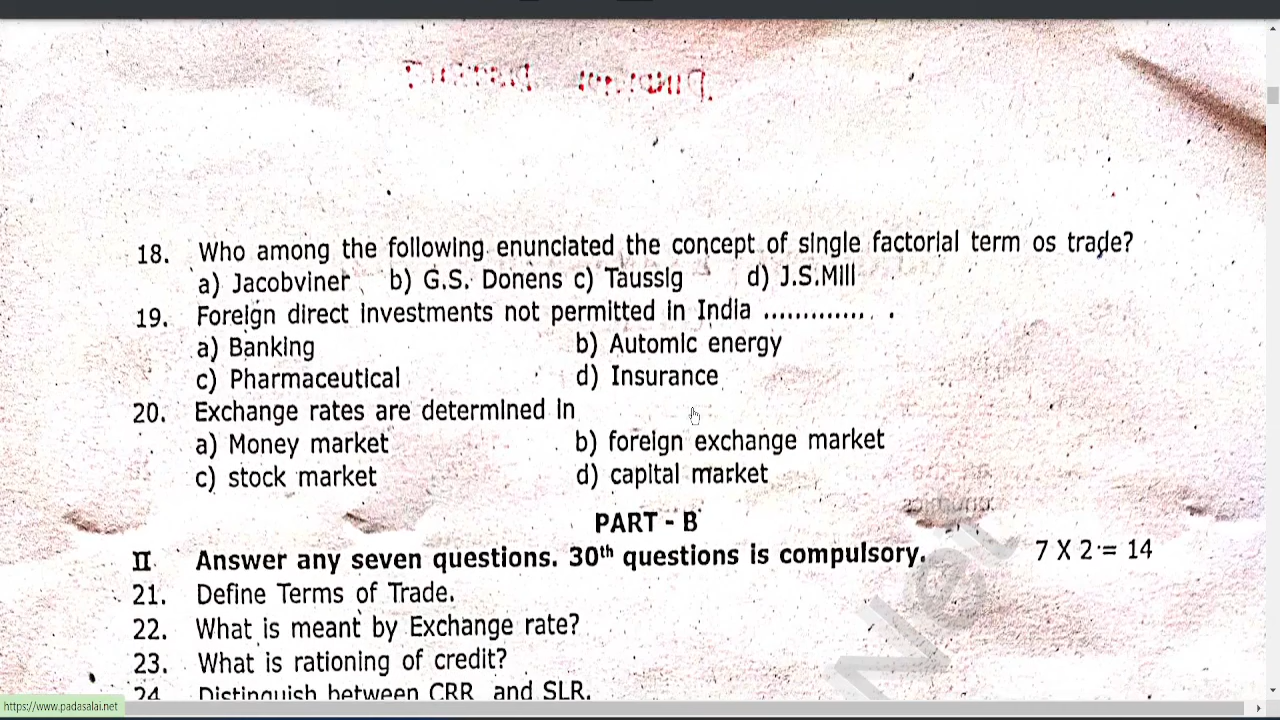 18. Who among the following enunciated the concept of single factorial term os trade?
a) Jacobviner b) G.S. Donens c) Taussig d) J.S.Mill
19. Foreign direct investments not permitted in India ..............
a) Banking b) Automic energy
c) Pharmaceutical d) Insurance
20. Exchange rates are determined in
a) Money market b) foreign exchange market
c) stock market d) capital market
PART - B
II Answer any seven questions. 30th questions is compulsory. 7 X 2 = 14
21. Define Terms of Trade.
22. What is meant by Exchange rate?
23. What is rationing of credit?
24 Distinguish between CRR and SLR.
Net
https://www.padasalai.net